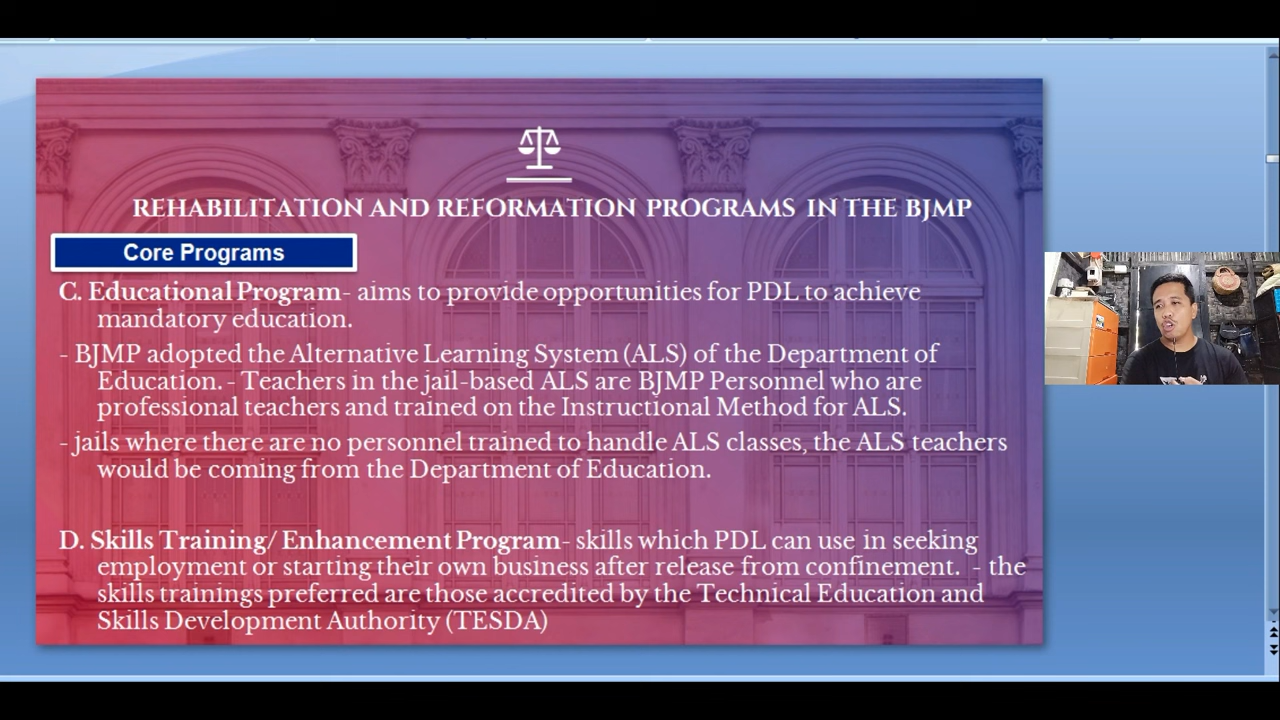 REHABILITATION AND REFORMATION PROGRAMS IN THE BJMP
Core Programs
C. Educational Program- aims to provide opportunities for PDL to achieve
mandatory education.
- BJMP adopted the Alternative Learning System (ALS) of the Department of
Education. - Teachers in the jail-based ALS are BJMP Personnel who are
professional teachers and trained on the Instructional Method for ALS.
- jails where there are no personnel trained to handle ALS classes, the ALS teachers
would be coming from the Department of Education.
D. Skills Training/ Enhancement Program- skills which PDL can use in seeking
employment or starting their own business after release from confinement. - the
skills trainings preferred are those accredited by the Technical Education and
Skills Development Authority (TESDA)